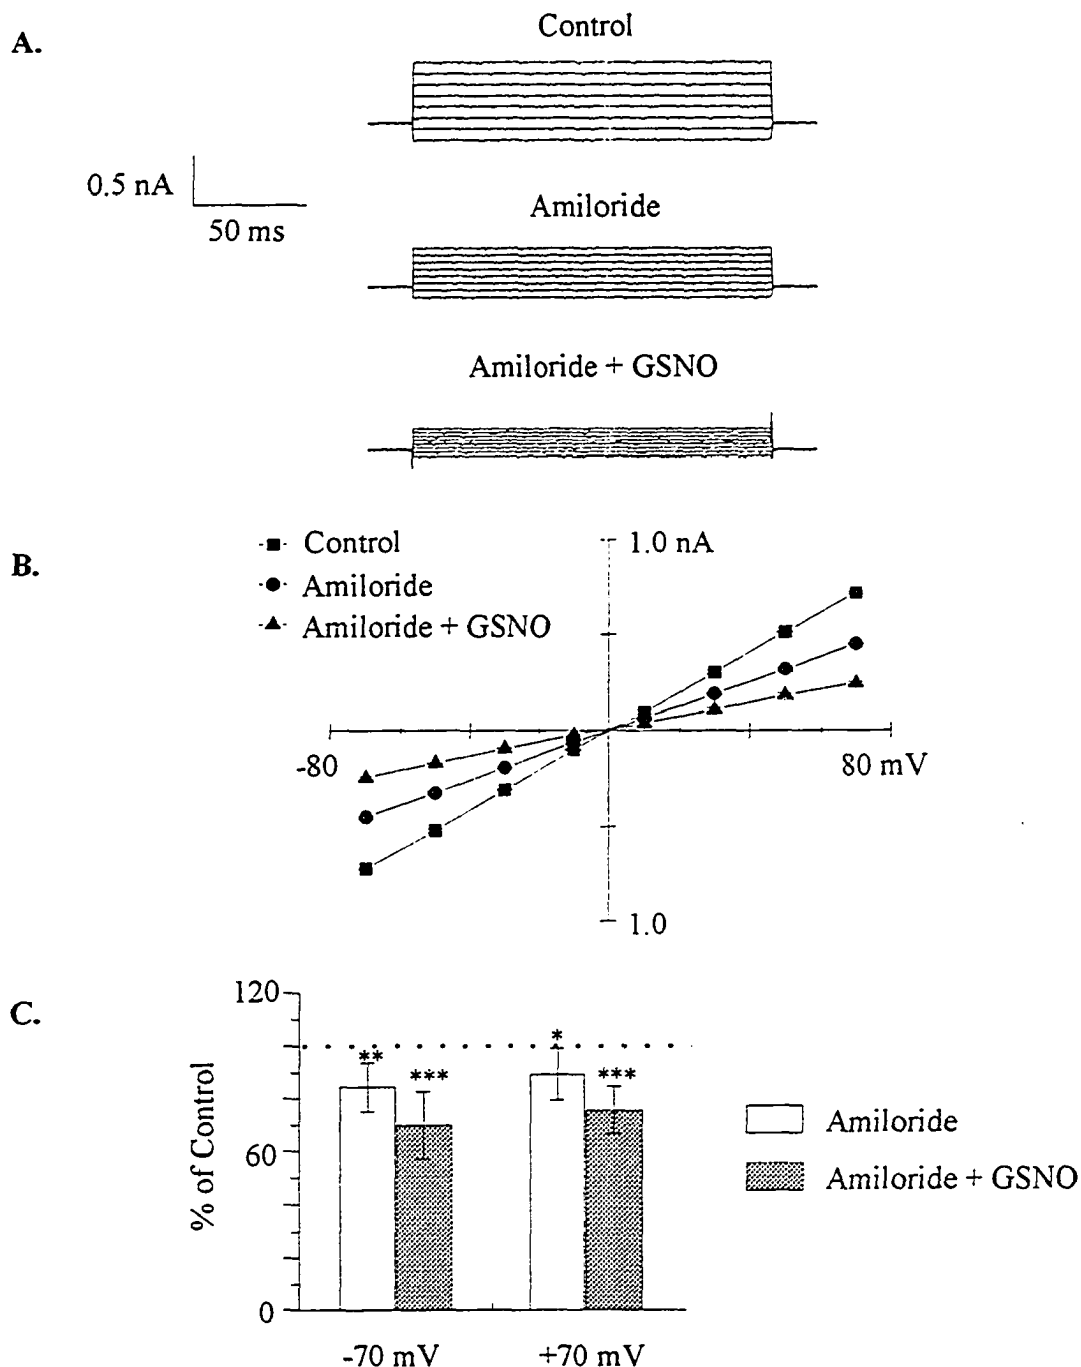 A.
Control
0.5 nA
50 ms
Amiloride
Amiloride + GSNO
B.
Control
Amiloride
Amiloride + GSNO
1.0 nA
-80
80 mV
1.0
C.
120
60
0
% of Control
**
***
*
***
-70 mV
+70 mV
Amiloride
Amiloride + GSNO